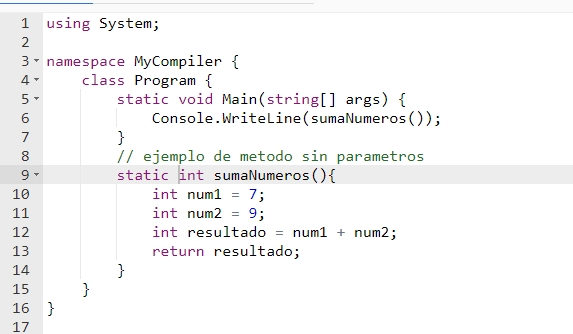 1 using System;
2
3 namespace MyCompiler {
4     class Program {
5         static void Main(string[] args) {
6             Console.WriteLine(sumaNumeros());
7         }
8         // ejemplo de metodo sin parametros
9         static int sumaNumeros(){
10             int num1 = 7;
11             int num2 = 9;
12             int resultado = num1 + num2;
13             return resultado;
14         }
15     }
16 }
17